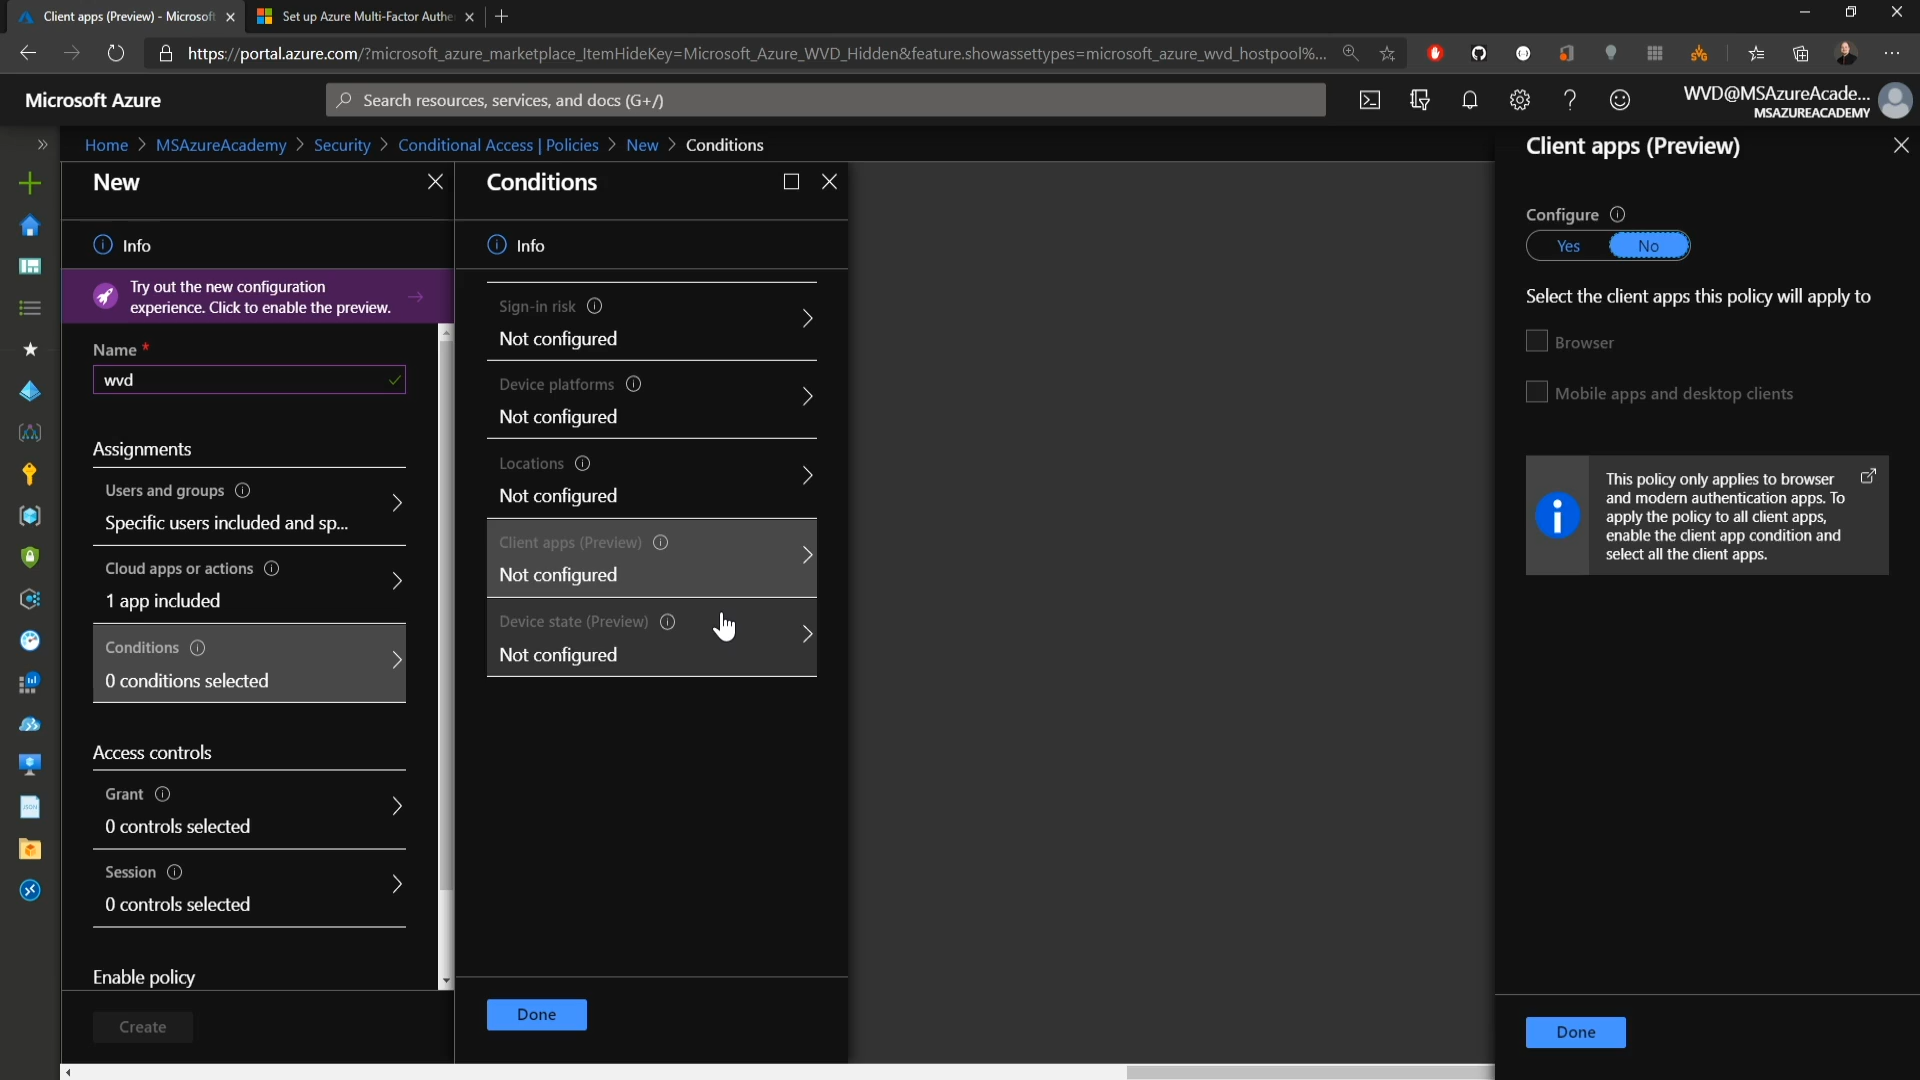 Client apps (Preview) - Microsoft
Set up Azure Multi-Factor Authe
https://portal.azure.com/?microsoft_azure_marketplace_ItemHideKey=Microsoft_Azure_WVD_Hidden&feature.showassettypes=microsoft_azure_wvd_hostpool%...
Microsoft Azure
Search resources, services, and docs (G+/)
WVD@MSAzureAcade...
MSAZUREACADEMY
Home > MSAzureAcademy > Security > Conditional Access | Policies > New > Conditions
New
Info
Try out the new configuration
experience. Click to enable the preview.
Name *
wvd
Assignments
Users and groups
Specific users included and sp...
Cloud apps or actions
1 app included
Conditions
0 conditions selected
Access controls
Grant
0 controls selected
Session
0 controls selected
Enable policy
Create
Conditions
Info
Sign-in risk
Not configured
Device platforms
Not configured
Locations
Not configured
Client apps (Preview)
Not configured
Device state (Preview)
Not configured
Done
Client apps (Preview)
Configure
Yes No
Select the client apps this policy will apply to
Browser
Mobile apps and desktop clients
This policy only applies to browser
and modern authentication apps. To
apply the policy to all client apps,
enable the client app condition and
select all the client apps.
Done